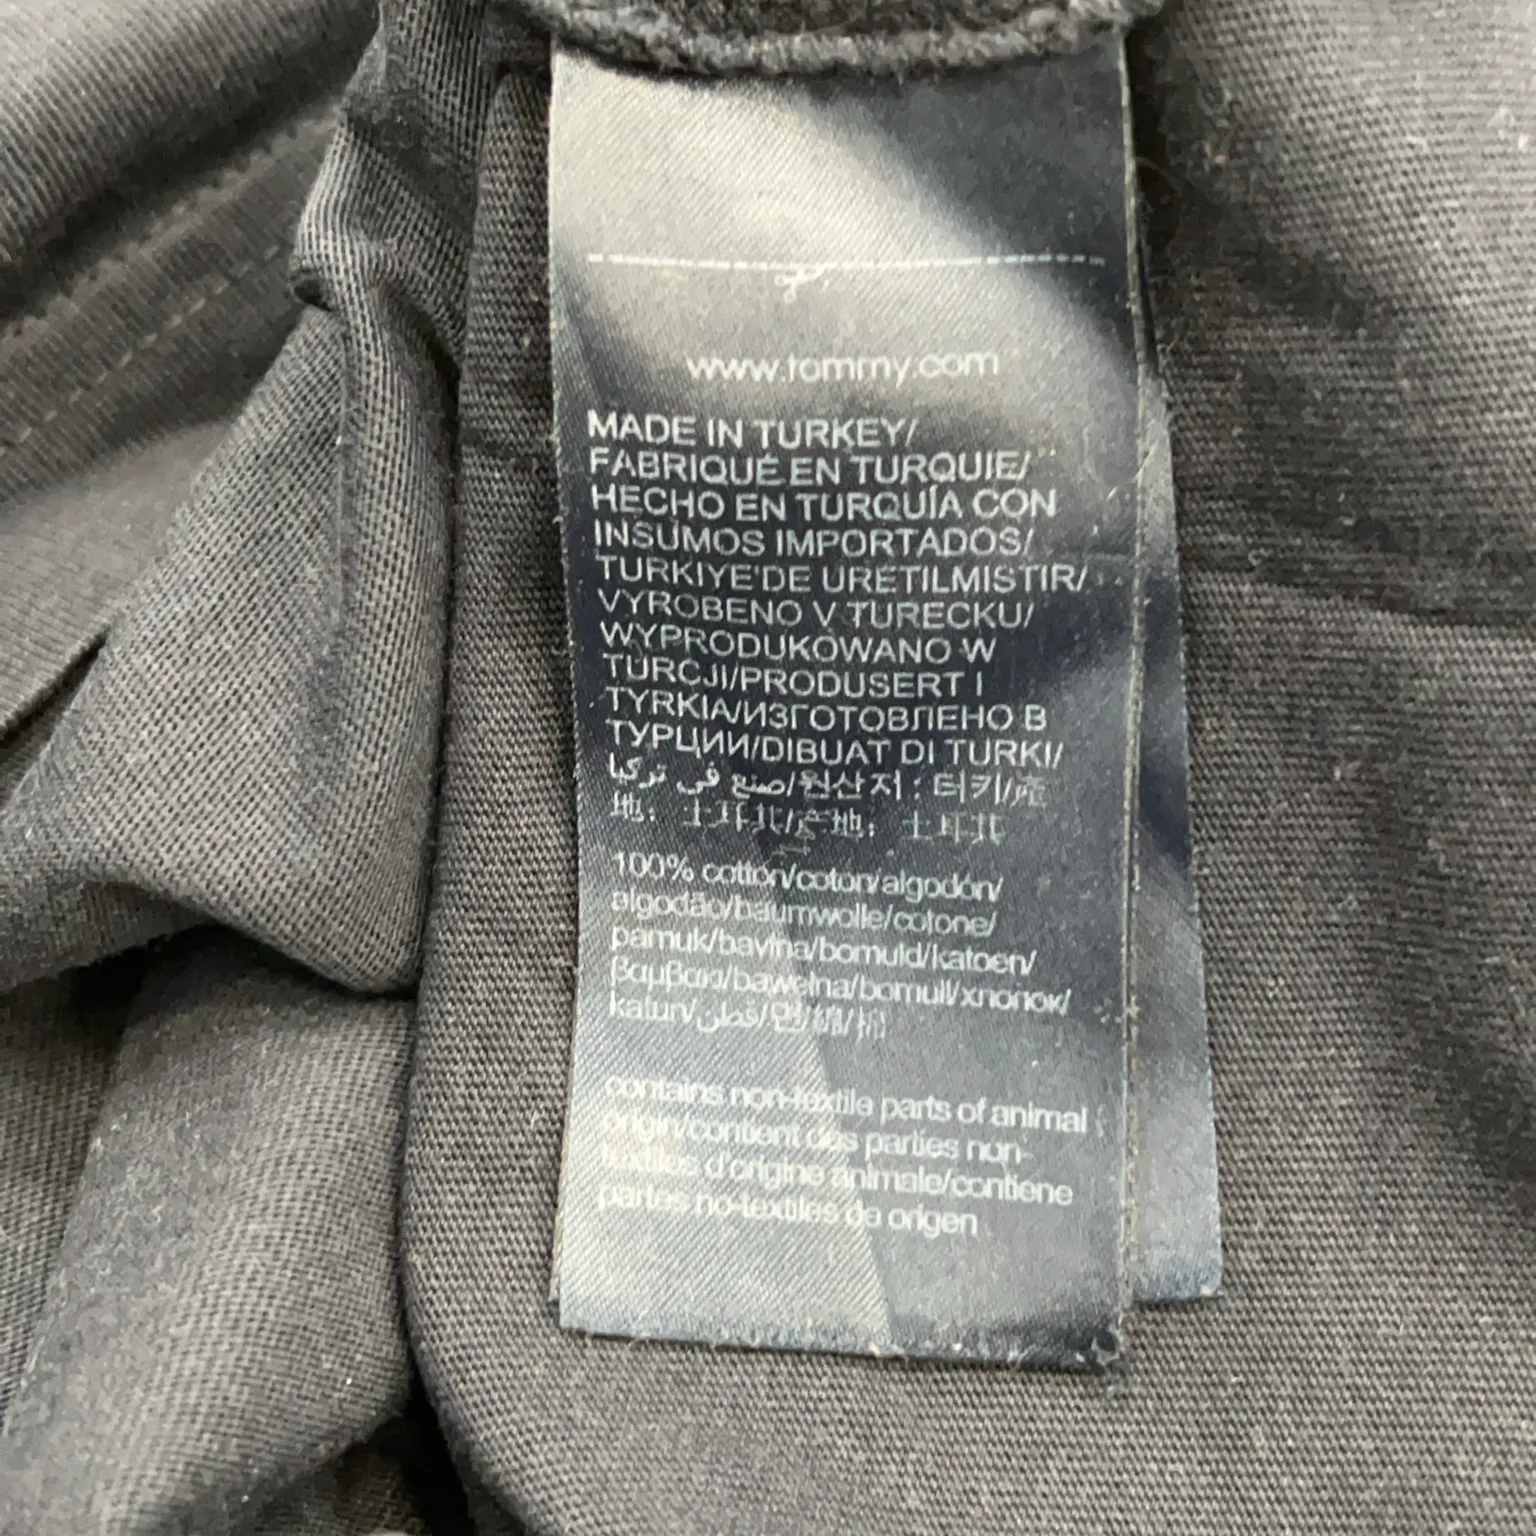 www.tommy.com
MADE IN TURKEY/
FABRIQUÉ EN TURQUIE/
HECHO EN TURQUÍA CON
INSUMOS IMPORTADOS/
TURKIYE'DE URETILMISTIR/
VYROBENO V TURECKU/
WYPRODUKOWANO W
TURCJI/PRODUSERT I
TYRKIA/ИЗГОТОВЛЕНО В
ТУРЦИИ/DIBUAT DI TURKI/
صنع في تركيا/원산지: 터키/産
地: 土耳其/产地: 土耳其
100% cotton/coton/algodón/
algodão/baumwolle/cotone/
pamuk/bavlna/bomuld/katoen/
βαμβακι/bawełna/bomull/хлопок/
katun/قطن/면/綿/棉
contains non-textile parts of animal
origin/contient des parties non-
textiles d'origine animale/contiene
partes no-textiles de origen